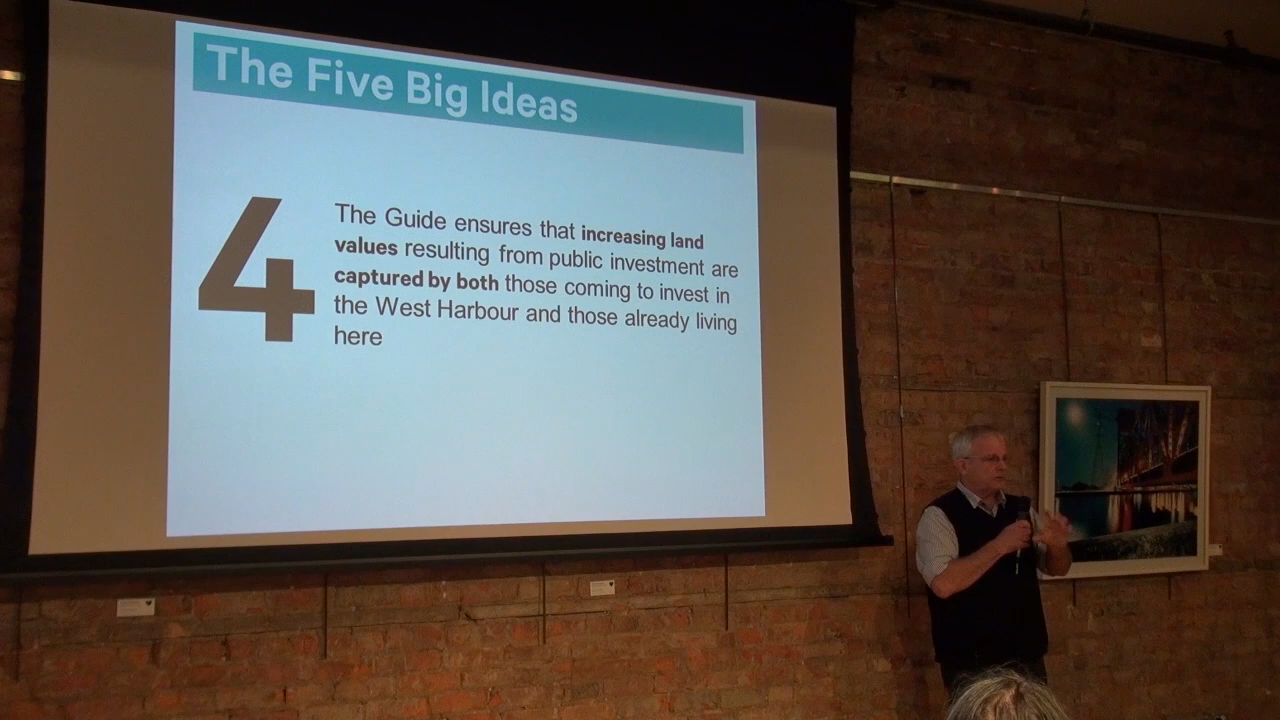 The Five Big Ideas
4
The Guide ensures that increasing land
values resulting from public investment are
captured by both those coming to invest in
the West Harbour and those already living
here